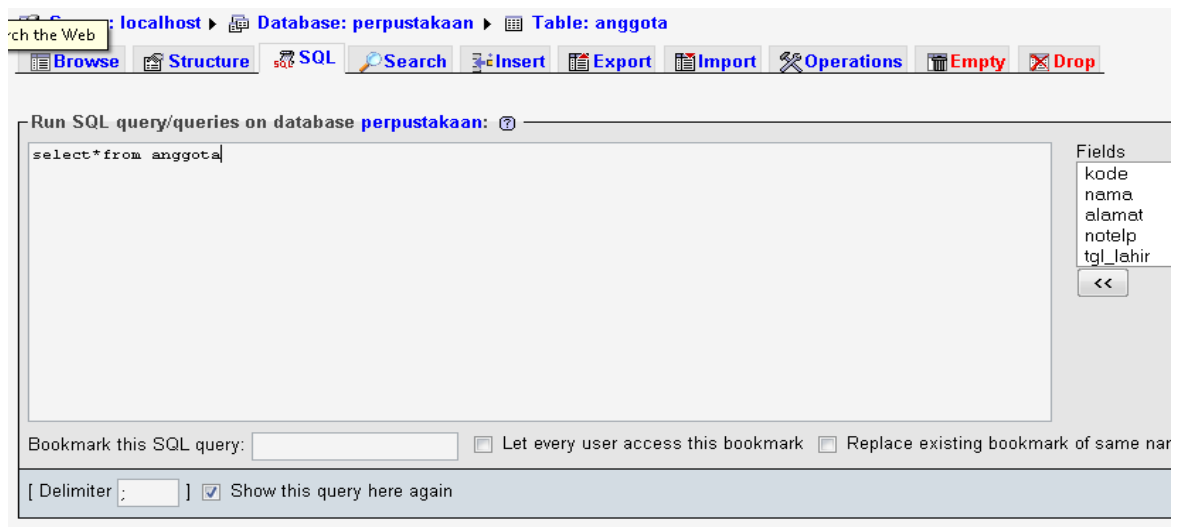 : localhost ▸ Database: perpustakaan ▸ Table: anggota
rch the Web
Browse Structure SQL Search Insert Export Import Operations Empty Drop
Run SQL query/queries on database perpustakaan:
select*from anggota
Fields
kode
nama
alamat
notelp
tgl_lahir
<<
Bookmark this SQL query: Let every user access this bookmark Replace existing bookmark of same nar
[ Delimiter ; ] Show this query here again